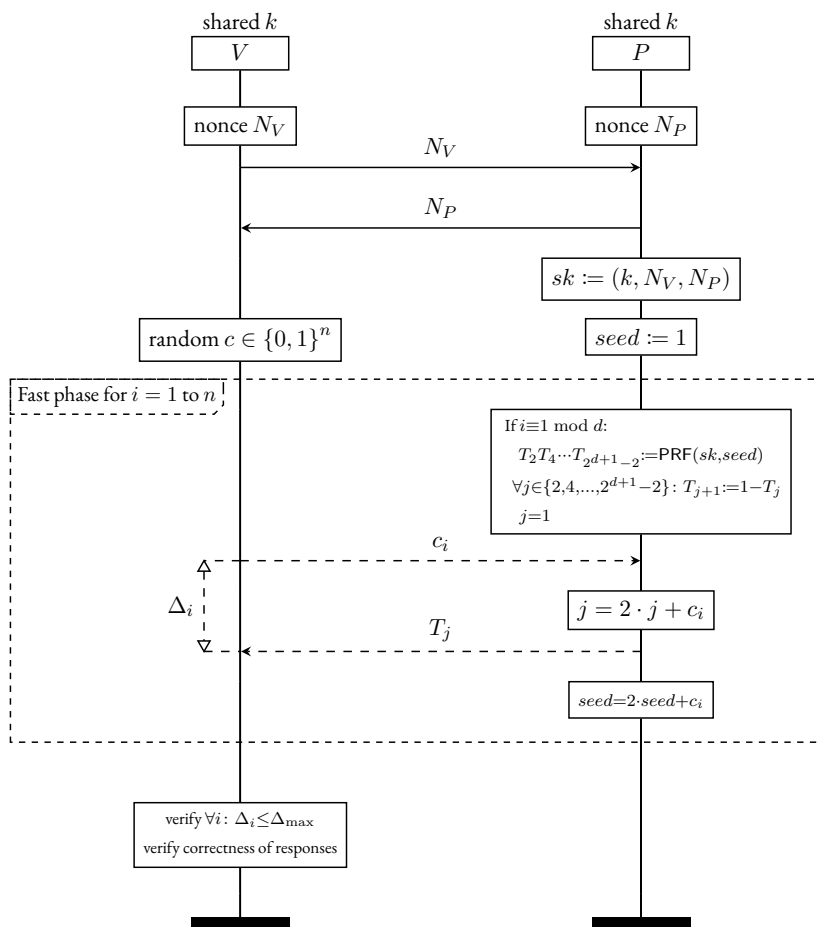 shared k shared k
V P
nonce N_V nonce N_P
N_V
N_P
sk := (k, N_V, N_P)
random c ∈ {0, 1}^n seed := 1
Fast phase for i = 1 to n
If i≡1 mod d:
T_2T_4⋯T_{2^{d+1}−2}:=PRF(sk,seed)
∀j∈{2,4,...,2^{d+1}−2}: T_{j+1}:=1−T_j
j=1
c_i
Δ_i j = 2 · j + c_i
T_j
seed=2·seed+c_i
verify ∀i: Δ_i≤Δ_max
verify correctness of responses